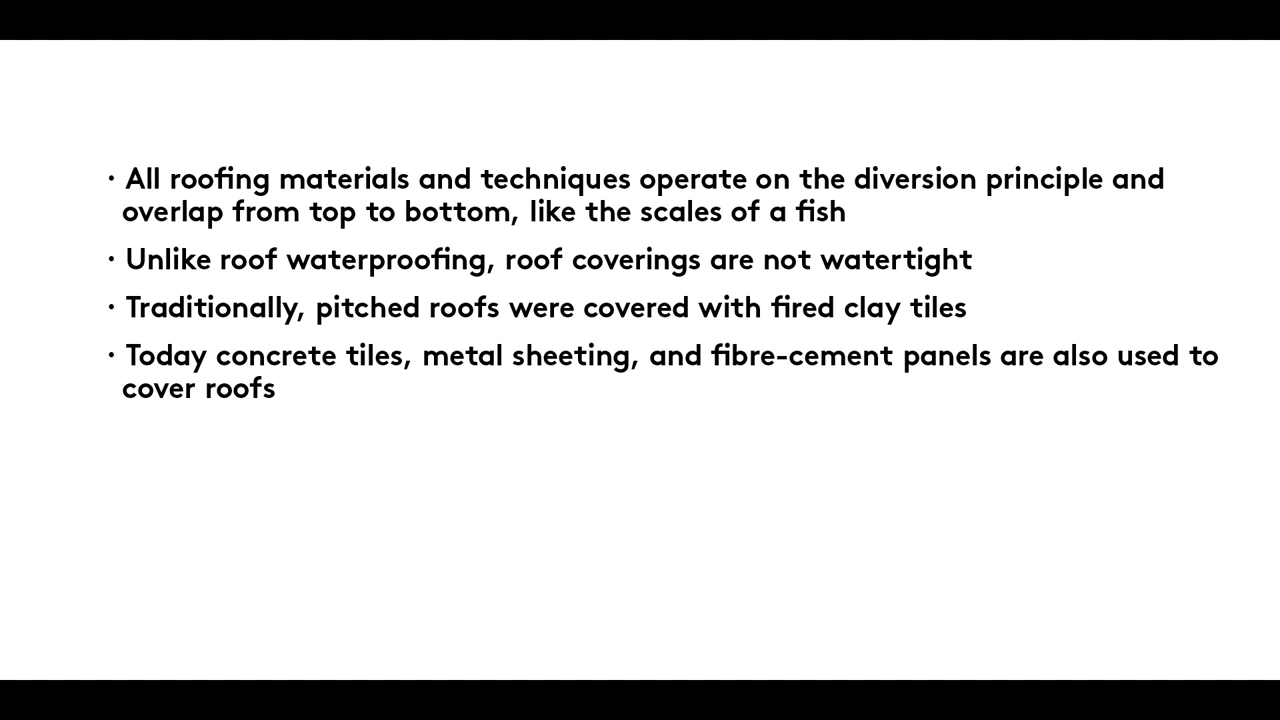 · All roofing materials and techniques operate on the diversion principle and
overlap from top to bottom, like the scales of a fish
· Unlike roof waterproofing, roof coverings are not watertight
· Traditionally, pitched roofs were covered with fired clay tiles
· Today concrete tiles, metal sheeting, and fibre-cement panels are also used to
cover roofs